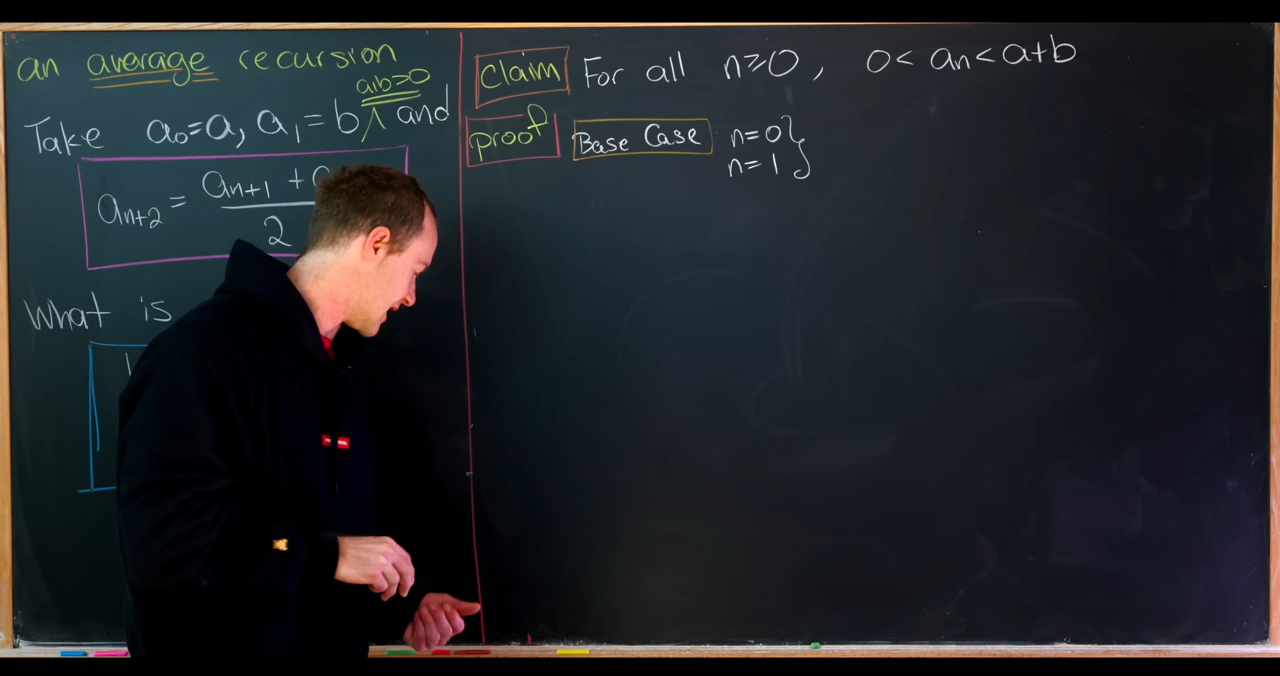 an average recursion
a,b>0
Take a₀=a, a₁=b ∧ and
aₙ₊₂ = aₙ₊₁ +
2
What is
claim For all n≥0, 0< aₙ < a+b
proof Base Case n=0}
n=1